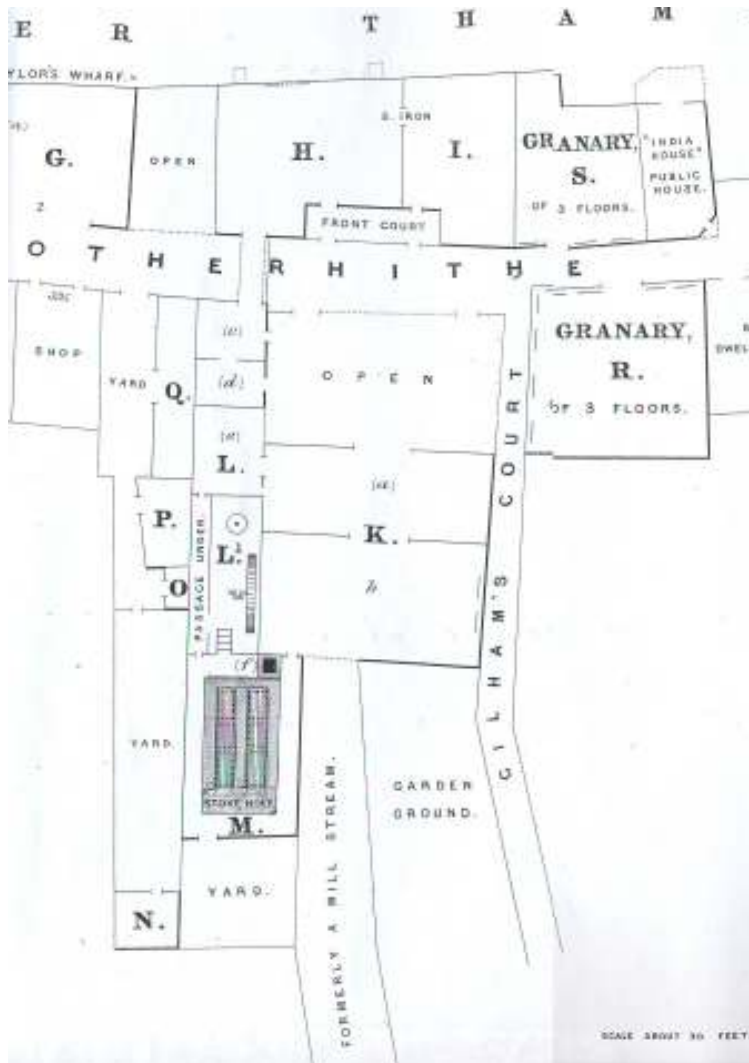 E R T H A M
YLOR'S WHARF.
G. OPEN H. S. IRON I. GRANARY, S. OF 3 FLOORS.
"INDIA HOUSE" PUBLIC HOUSE.
2
FRONT COURT
O T H E R H I T H E
SHOP
YARD
Q.
(d)
OPEN
GRANARY,
R.
OF 3 FLOORS.
DWEL
L.
P.
PASSAGE UNDER.
L.
K.
h
O
(f)
GILHAM'S COURT
YARD.
STOKE HOLE
M.
FORMERLY A MILL STREAM.
GARDEN
GROUND.
YARD.
N.
SCALE ABOUT 30 FEET